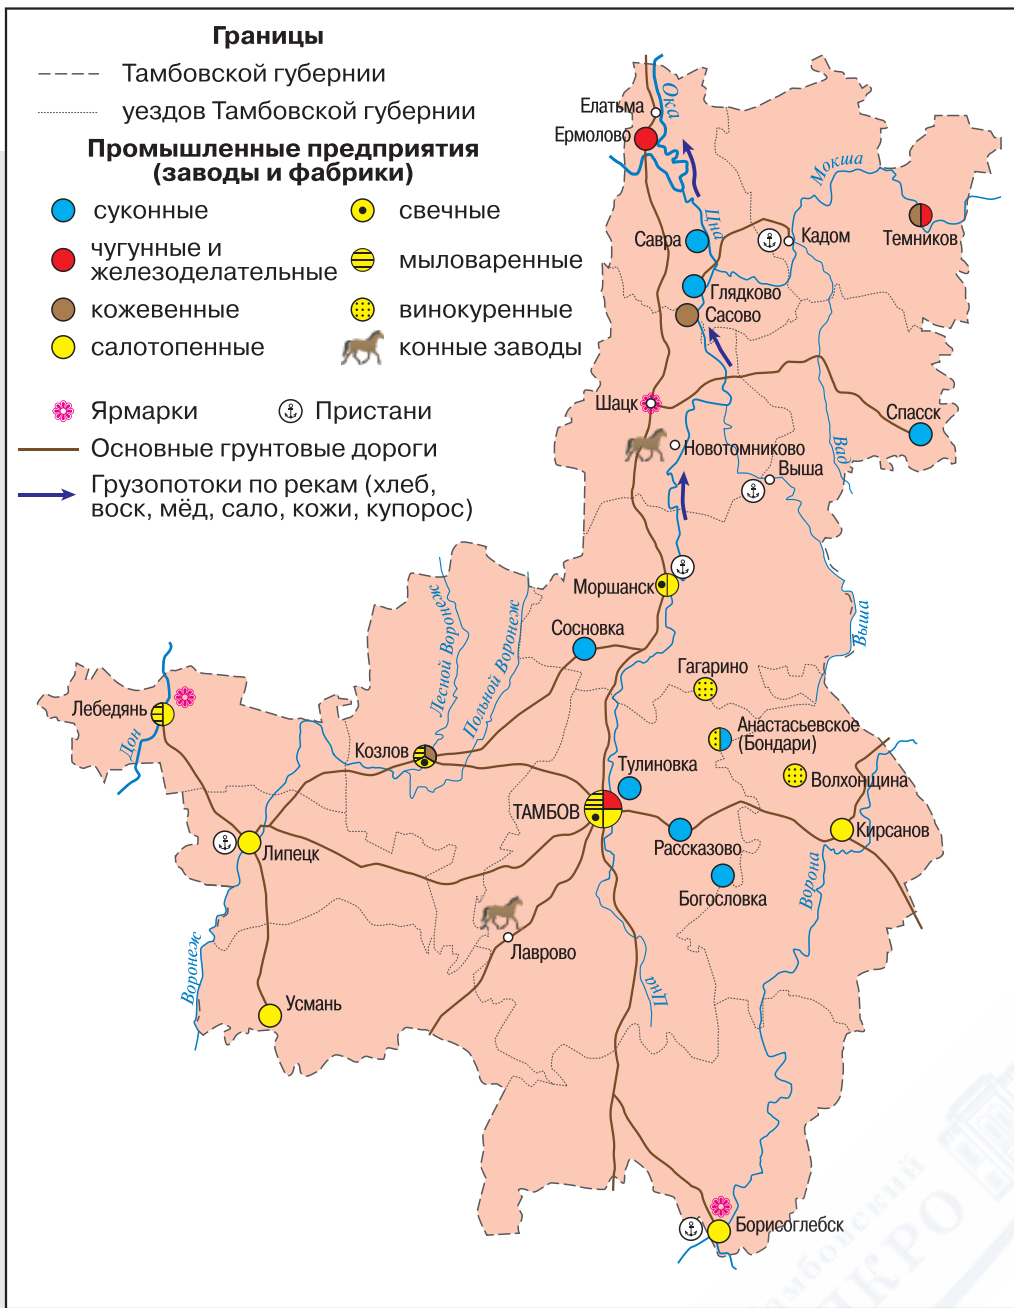 Границы
Тамбовской губернии
уездов Тамбовской губернии
Промышленные предприятия
(заводы и фабрики)
суконные
свечные
чугунные и
железоделательные
мыловаренные
кожевенные
винокуренные
салотопенные
конные заводы
Ярмарки
Пристани
Основные грунтовые дороги
Грузопотоки по рекам (хлеб,
воск, мёд, сало, кожи, купорос)
Елатьма
Ока
Ермолово
Мокша
Цна
Савра
Кадом
Темников
Глядково
Сасово
Шацк
Спасск
Новотомниково
Вад
Выша
Моршанск
Лесной Воронеж
Польной Воронеж
Выша
Сосновка
Гагарино
Лебедянь
Дон
Козлов
Анастасьевское
(Бондари)
Тулиновка
Волхонщина
ТАМБОВ
Рассказово
Кирсанов
Липецк
Богословка
Ворона
Лаврово
Воронеж
Цна
Усмань
Борисоглебск
Тамбовский
ИКРО